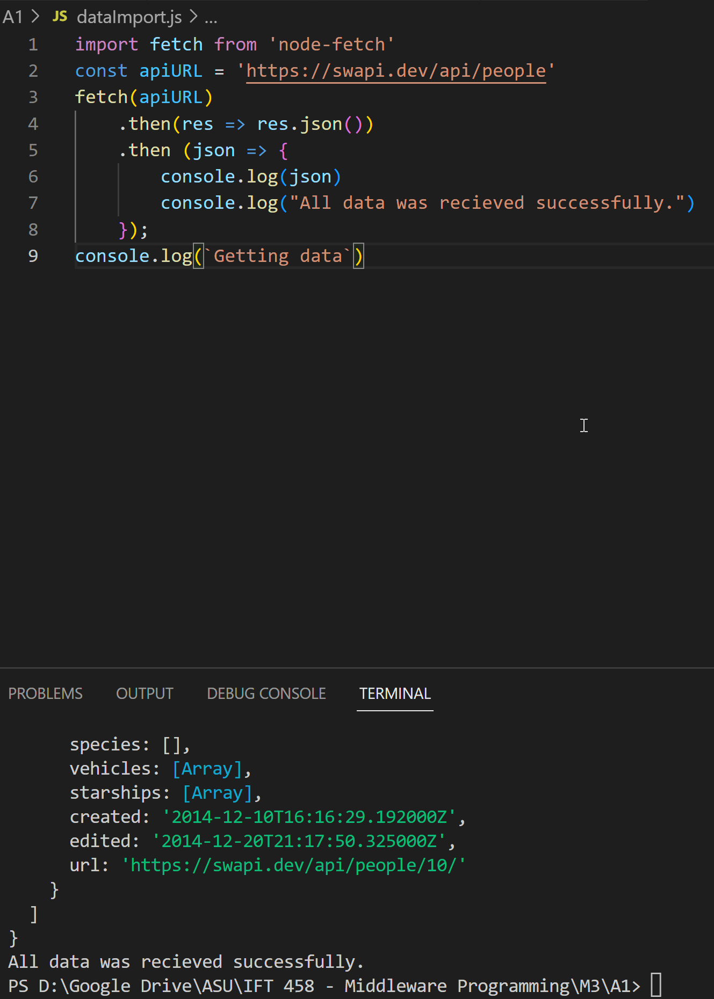 A1 > JS dataImport.js > ...
1 import fetch from 'node-fetch'
2 const apiURL = 'https://swapi.dev/api/people'
3 fetch(apiURL)
4     .then(res => res.json())
5     .then (json => {
6         console.log(json)
7         console.log("All data was recieved successfully.")
8     });
9 console.log(`Getting data`)
PROBLEMS OUTPUT DEBUG CONSOLE TERMINAL
      species: [],
      vehicles: [Array],
      starships: [Array],
      created: '2014-12-10T16:16:29.192000Z',
      edited: '2014-12-20T21:17:50.325000Z',
      url: 'https://swapi.dev/api/people/10/'
    }
  ]
}
All data was recieved successfully.
PS D:\Google Drive\ASU\IFT 458 - Middleware Programming\M3\A1>